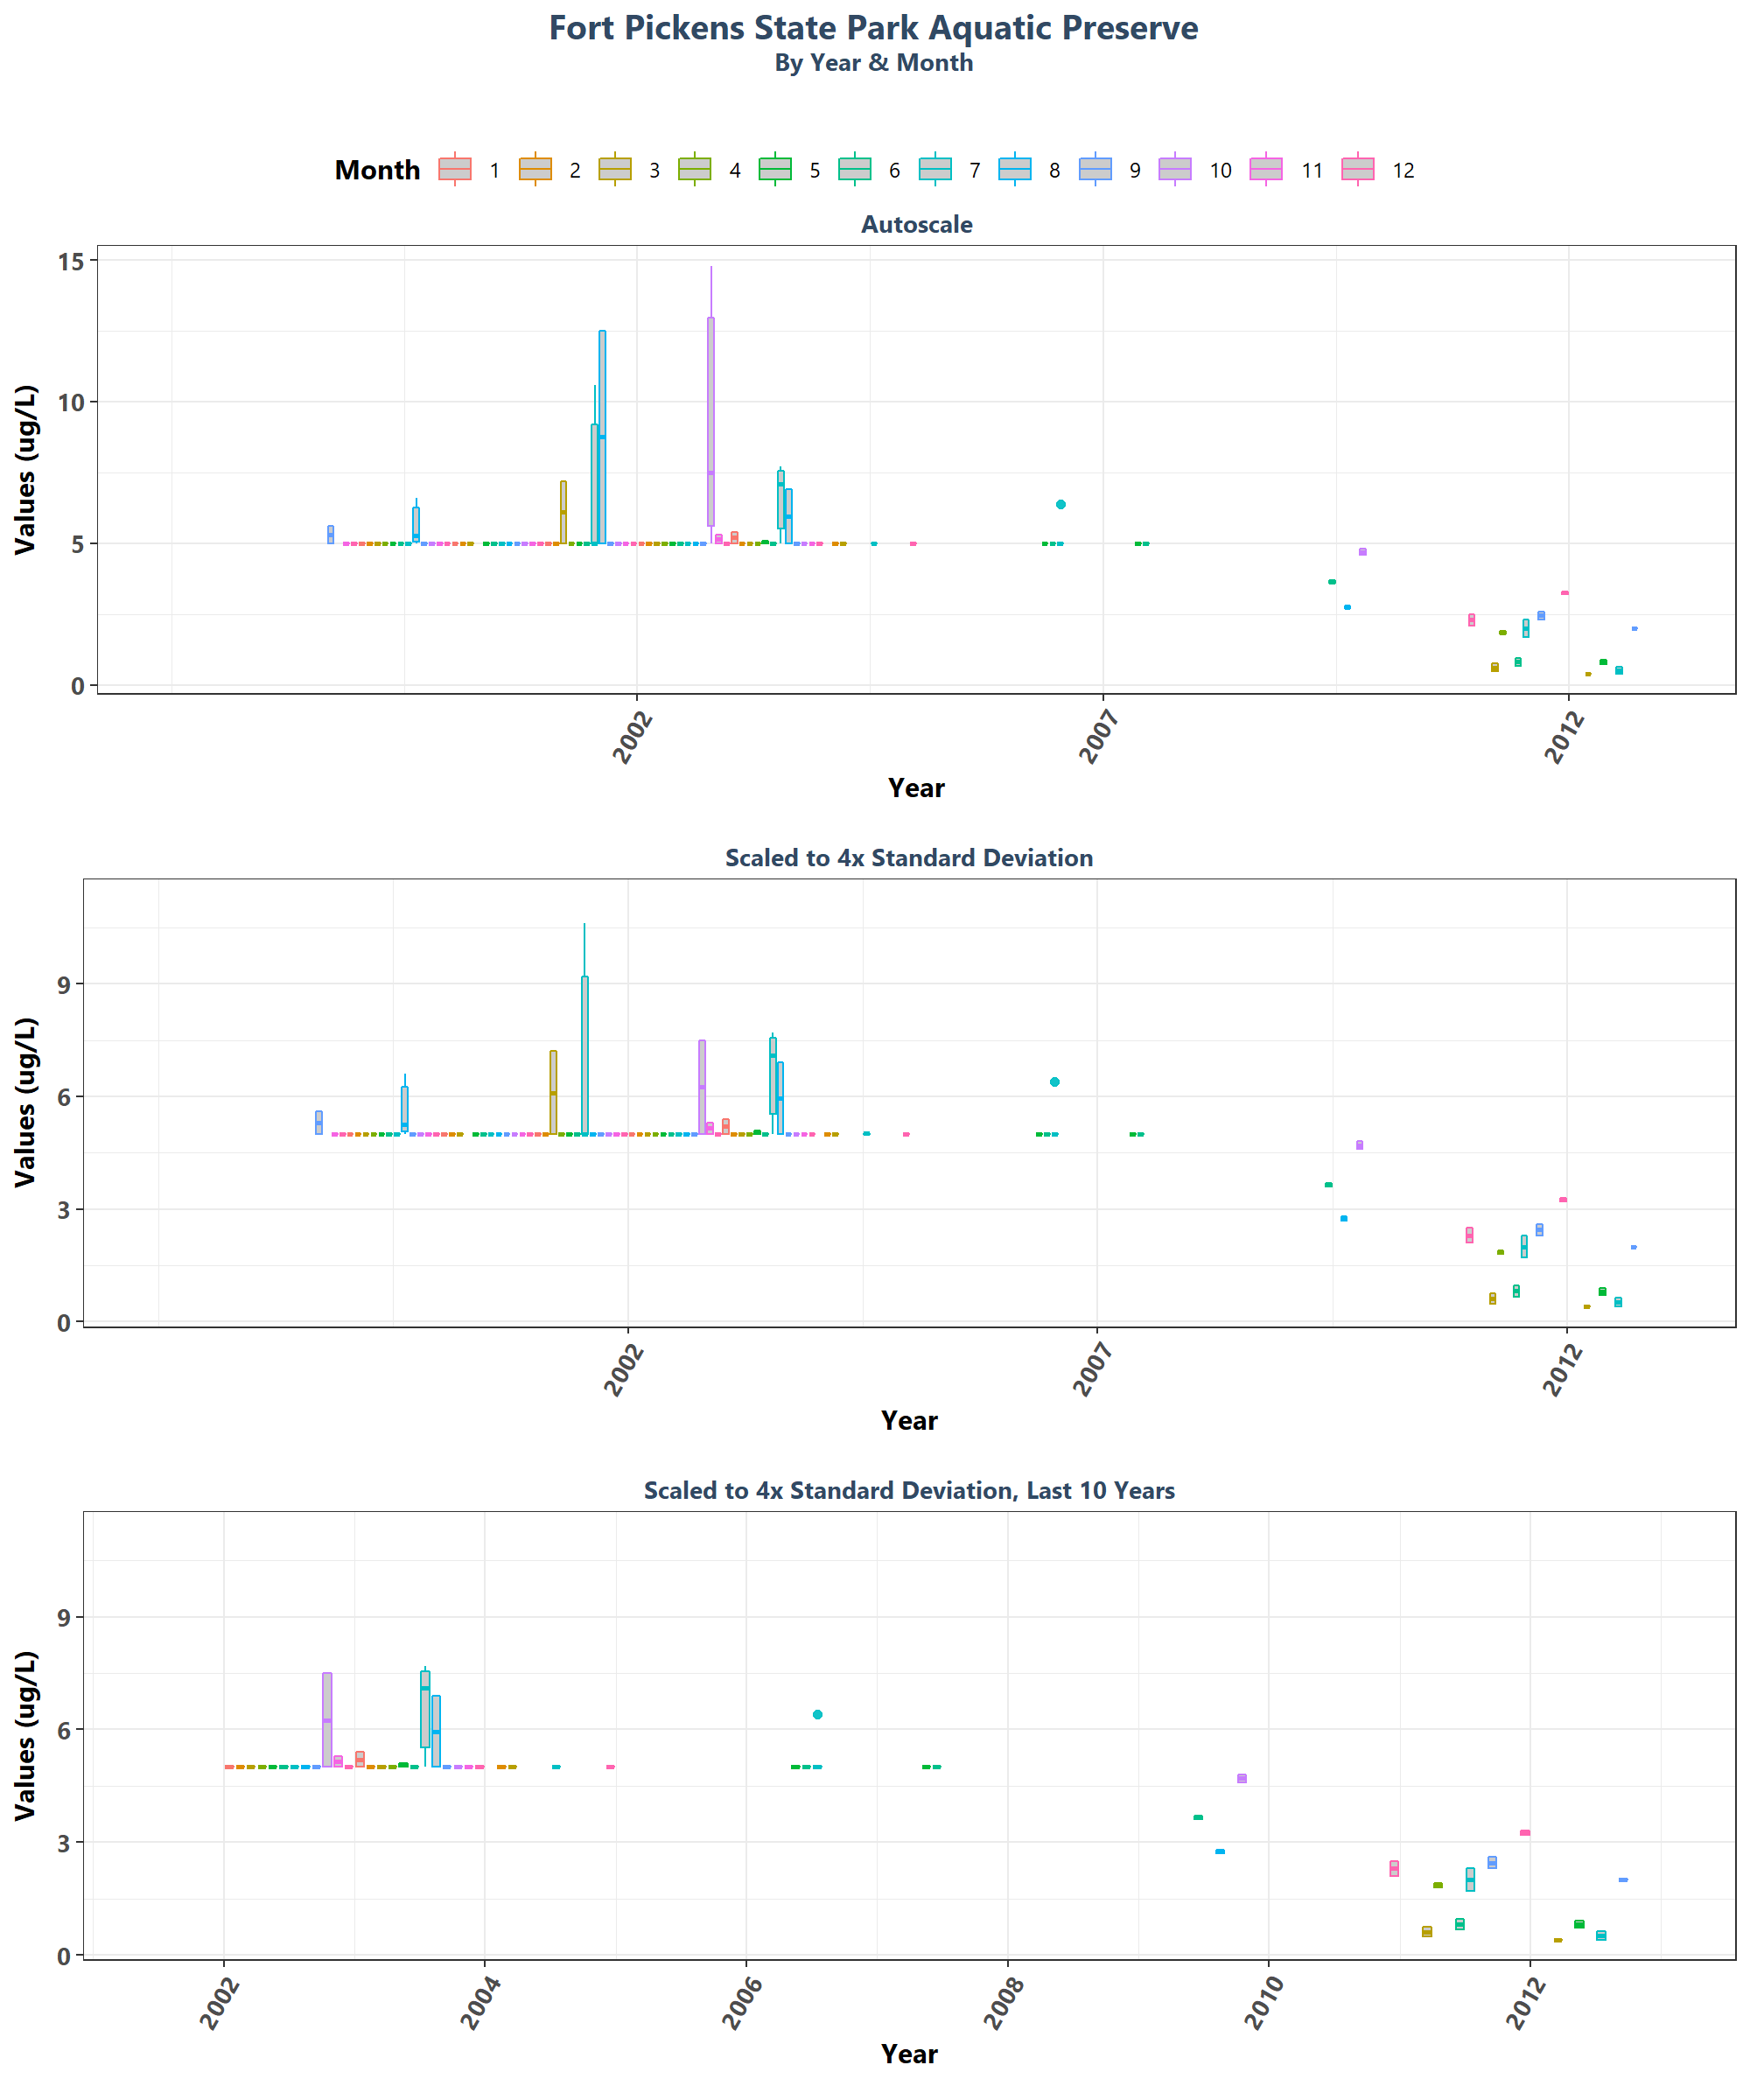 Fort Pickens State Park Aquatic Preserve
By Year & Month
Month 1 2 3 4 5 6 7 8 9 10 11 12
Autoscale
Values (ug/L)
15
10
5
0
2002 2007 2012
Year
Scaled to 4x Standard Deviation
Values (ug/L)
9
6
3
0
2002 2007 2012
Year
Scaled to 4x Standard Deviation, Last 10 Years
Values (ug/L)
9
6
3
0
2002 2004 2006 2008 2010 2012
Year